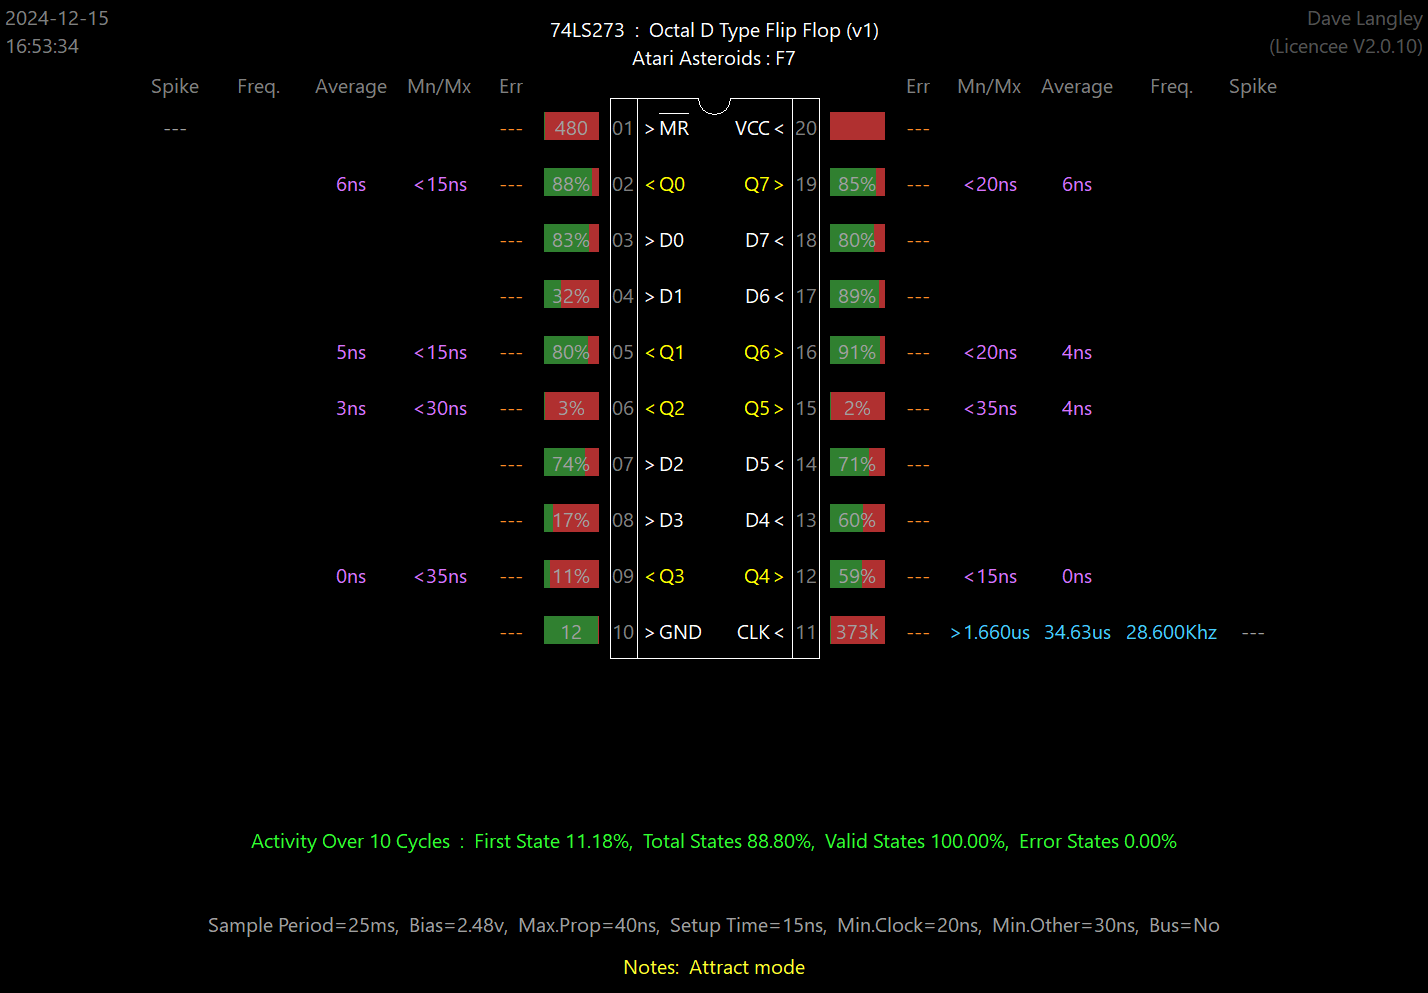 2024-12-15
16:53:34
74LS273 : Octal D Type Flip Flop (v1)
Atari Asteroids : F7
Dave Langley
(Licencee V2.0.10)
Spike Freq. Average Mn/Mx Err Err Mn/Mx Average Freq. Spike
--- --- 480 01 >MR VCC< 20 ---
6ns <15ns --- 88% 02 <Q0 Q7> 19 85% --- <20ns 6ns
--- 83% 03 >D0 D7< 18 80% ---
--- 32% 04 >D1 D6< 17 89% ---
5ns <15ns --- 80% 05 <Q1 Q6> 16 91% --- <20ns 4ns
3ns <30ns --- 3% 06 <Q2 Q5> 15 2% --- <35ns 4ns
--- 74% 07 >D2 D5< 14 71% ---
--- 17% 08 >D3 D4< 13 60% ---
0ns <35ns --- 11% 09 <Q3 Q4> 12 59% --- <15ns 0ns
--- 12 10 >GND CLK< 11 373k --- >1.660us 34.63us 28.600Khz ---
Activity Over 10 Cycles : First State 11.18%, Total States 88.80%, Valid States 100.00%, Error States 0.00%
Sample Period=25ms, Bias=2.48v, Max.Prop=40ns, Setup Time=15ns, Min.Clock=20ns, Min.Other=30ns, Bus=No
Notes: Attract mode